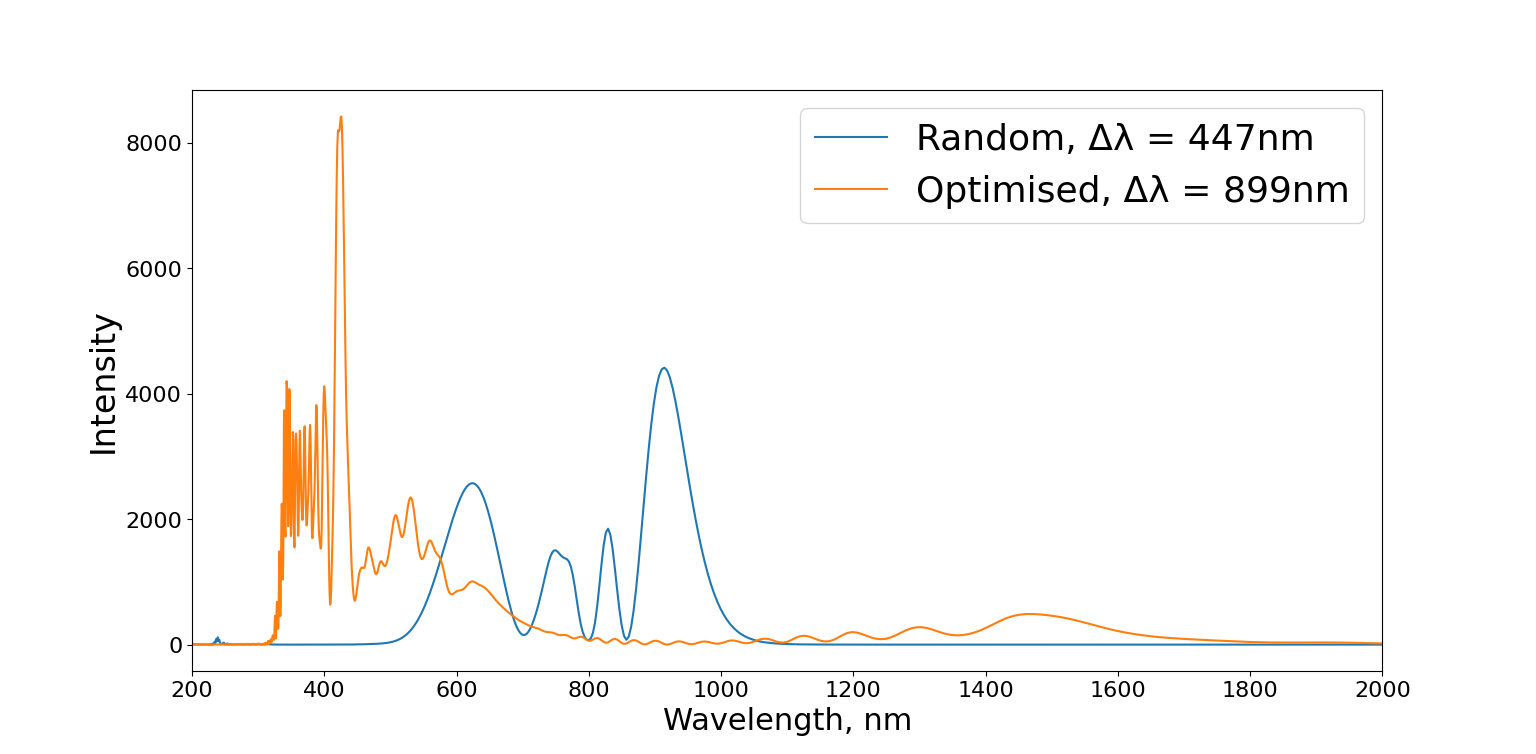 Random, Δλ = 447nm
Optimised, Δλ = 899nm
Intensity
8000
6000
4000
2000
0
200 400 600 800 1000 1200 1400 1600 1800 2000
Wavelength, nm